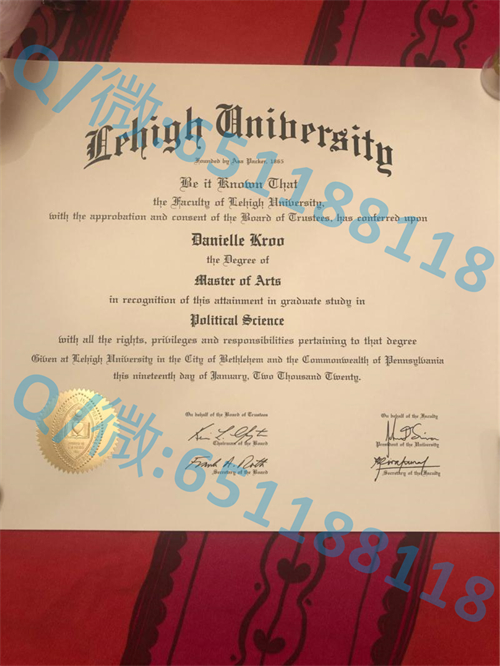 Q/微:651188118
Lehigh University
Founded by Asa Packer, 1865
Be it Known That
the Faculty of Lehigh University,
with the approbation and consent of the Board of Trustees, has conferred upon
Danielle Kroo
the Degree of
Master of Arts
in recognition of this attainment in graduate study in
Political Science
with all the rights, privileges and responsibilities pertaining to that degree
Given at Lehigh University in the City of Bethlehem and the Commonwealth of Pennsylvania
this nineteenth day of January, Two Thousand Twenty.
On behalf of the Board of Trustees
Chairman of the Board
Frank A. Roth
Secretary of the Board
On behalf of the Faculty
President of the University
Secretary of the Faculty
Q/微:651188118